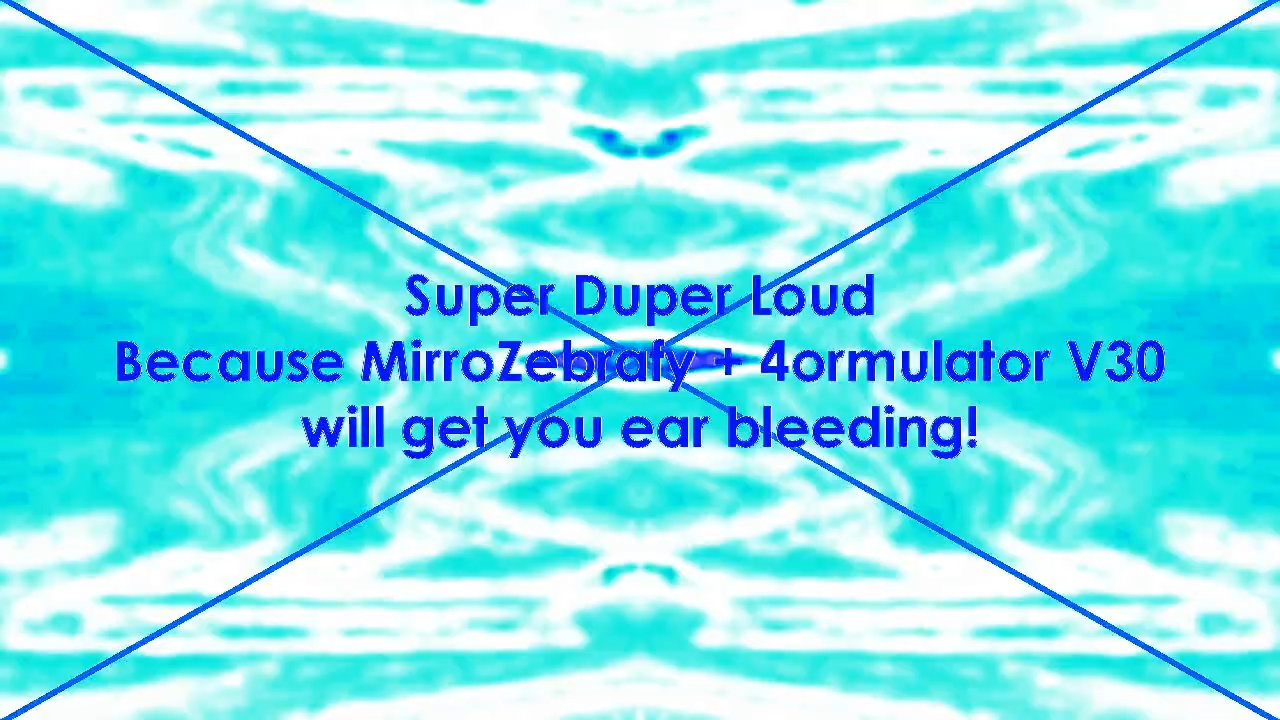 Super Duper Loud
Because MirroZebrafy + 4ormulator V30
will get you ear bleeding!